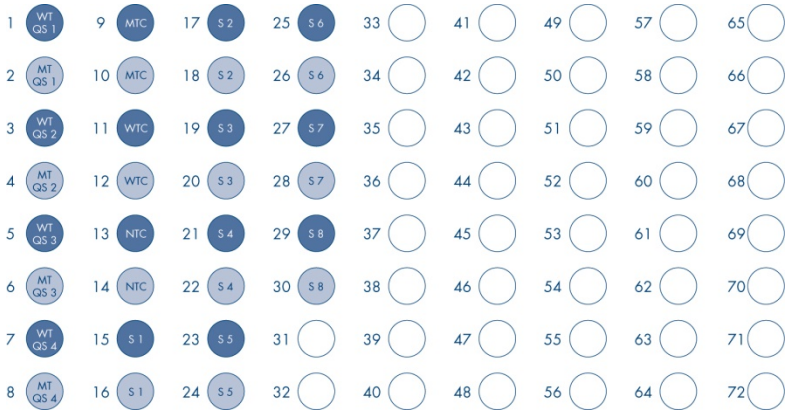 1 WT QS 1 9 MTC 17 S 2 25 S 6 33 41 49 57 65
2 MT QS 1 10 MTC 18 S 2 26 S 6 34 42 50 58 66
3 WT QS 2 11 WTC 19 S 3 27 S 7 35 43 51 59 67
4 MT QS 2 12 WTC 20 S 3 28 S 7 36 44 52 60 68
5 WT QS 3 13 NTC 21 S 4 29 S 8 37 45 53 61 69
6 MT QS 3 14 NTC 22 S 4 30 S 8 38 46 54 62 70
7 WT QS 4 15 S 1 23 S 5 31 39 47 55 63 71
8 MT QS 4 16 S 1 24 S 5 32 40 48 56 64 72